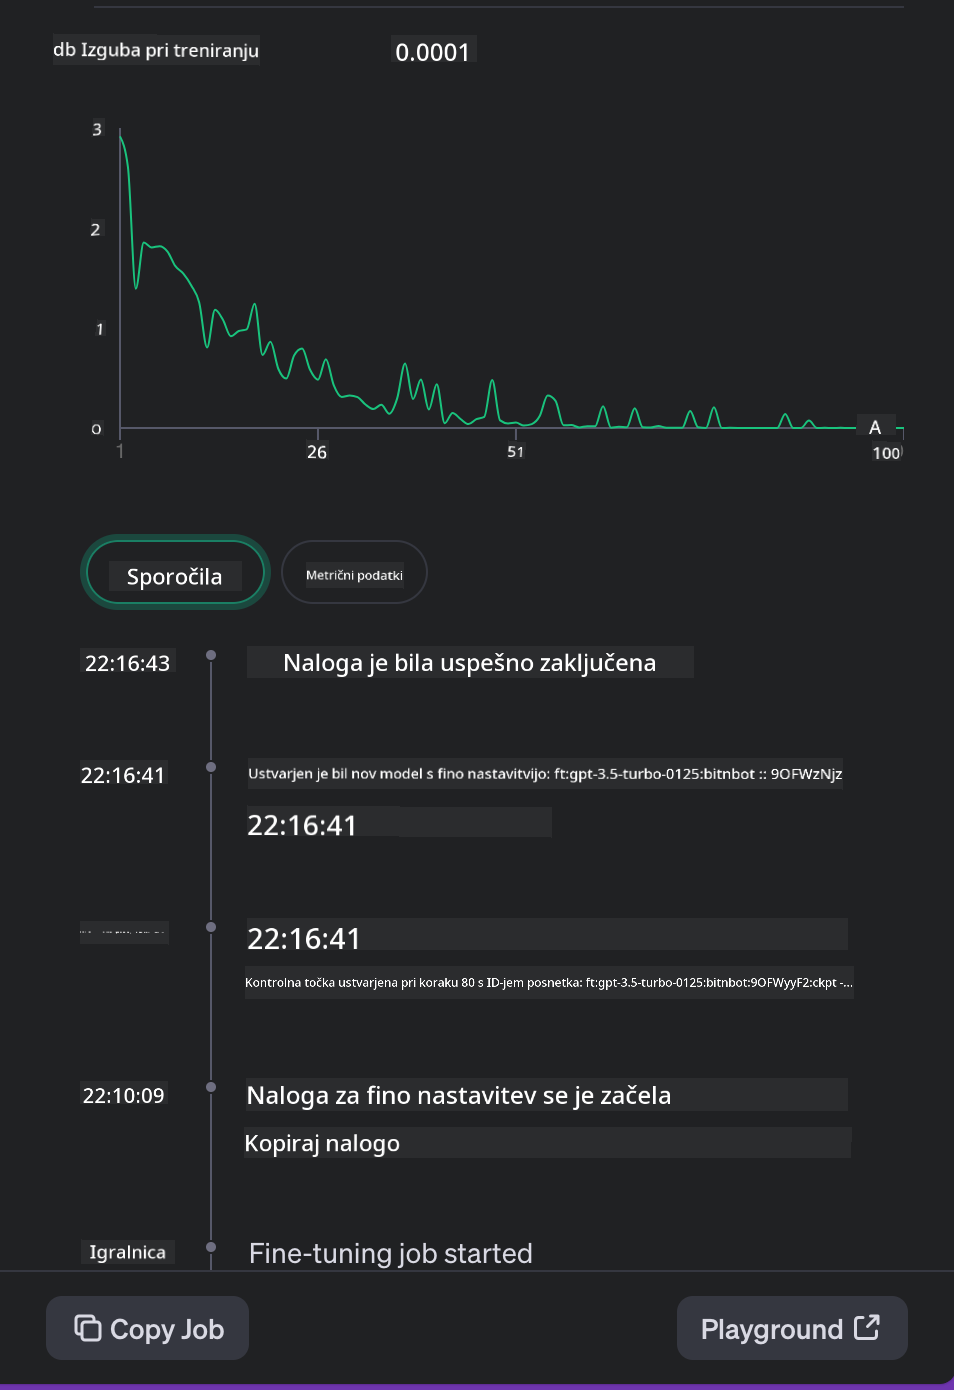 db Izguba pri treniranju 0.0001
3
2
1
0
1 26 51 100
A
Sporočila Metrični podatki
22:16:43 Naloga je bila uspešno zaključena
22:16:41 Ustvarjen je bil nov model s fino nastavitvijo: ft:gpt-3.5-turbo-0125:bitnbot :: 9OFWzNjz
22:16:41
22:16:41
Kontrolna točka ustvarjena pri koraku 80 s ID-jem posnetka: ft:gpt-3.5-turbo-0125:bitnbot:9OFWyyF2:ckpt -...
22:10:09 Naloga za fino nastavitev se je začela
Kopiraj nalogo
Igralnica Fine-tuning job started
Copy Job Playground